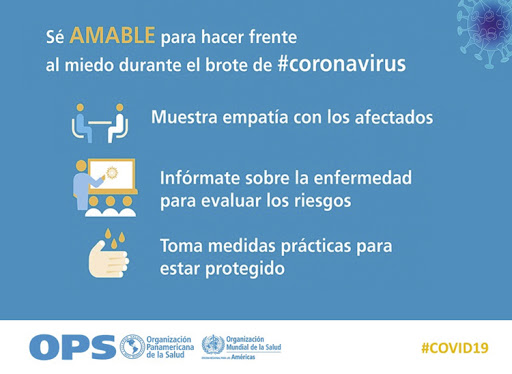 Sé AMABLE para hacer frente
al miedo durante el brote de #coronavirus
Muestra empatía con los afectados
Infórmate sobre la enfermedad
para evaluar los riesgos
Toma medidas prácticas para
estar protegido
OPS
Organización
Panamericana
de la Salud
Organización
Mundial de la Salud
Américas
#COVID19